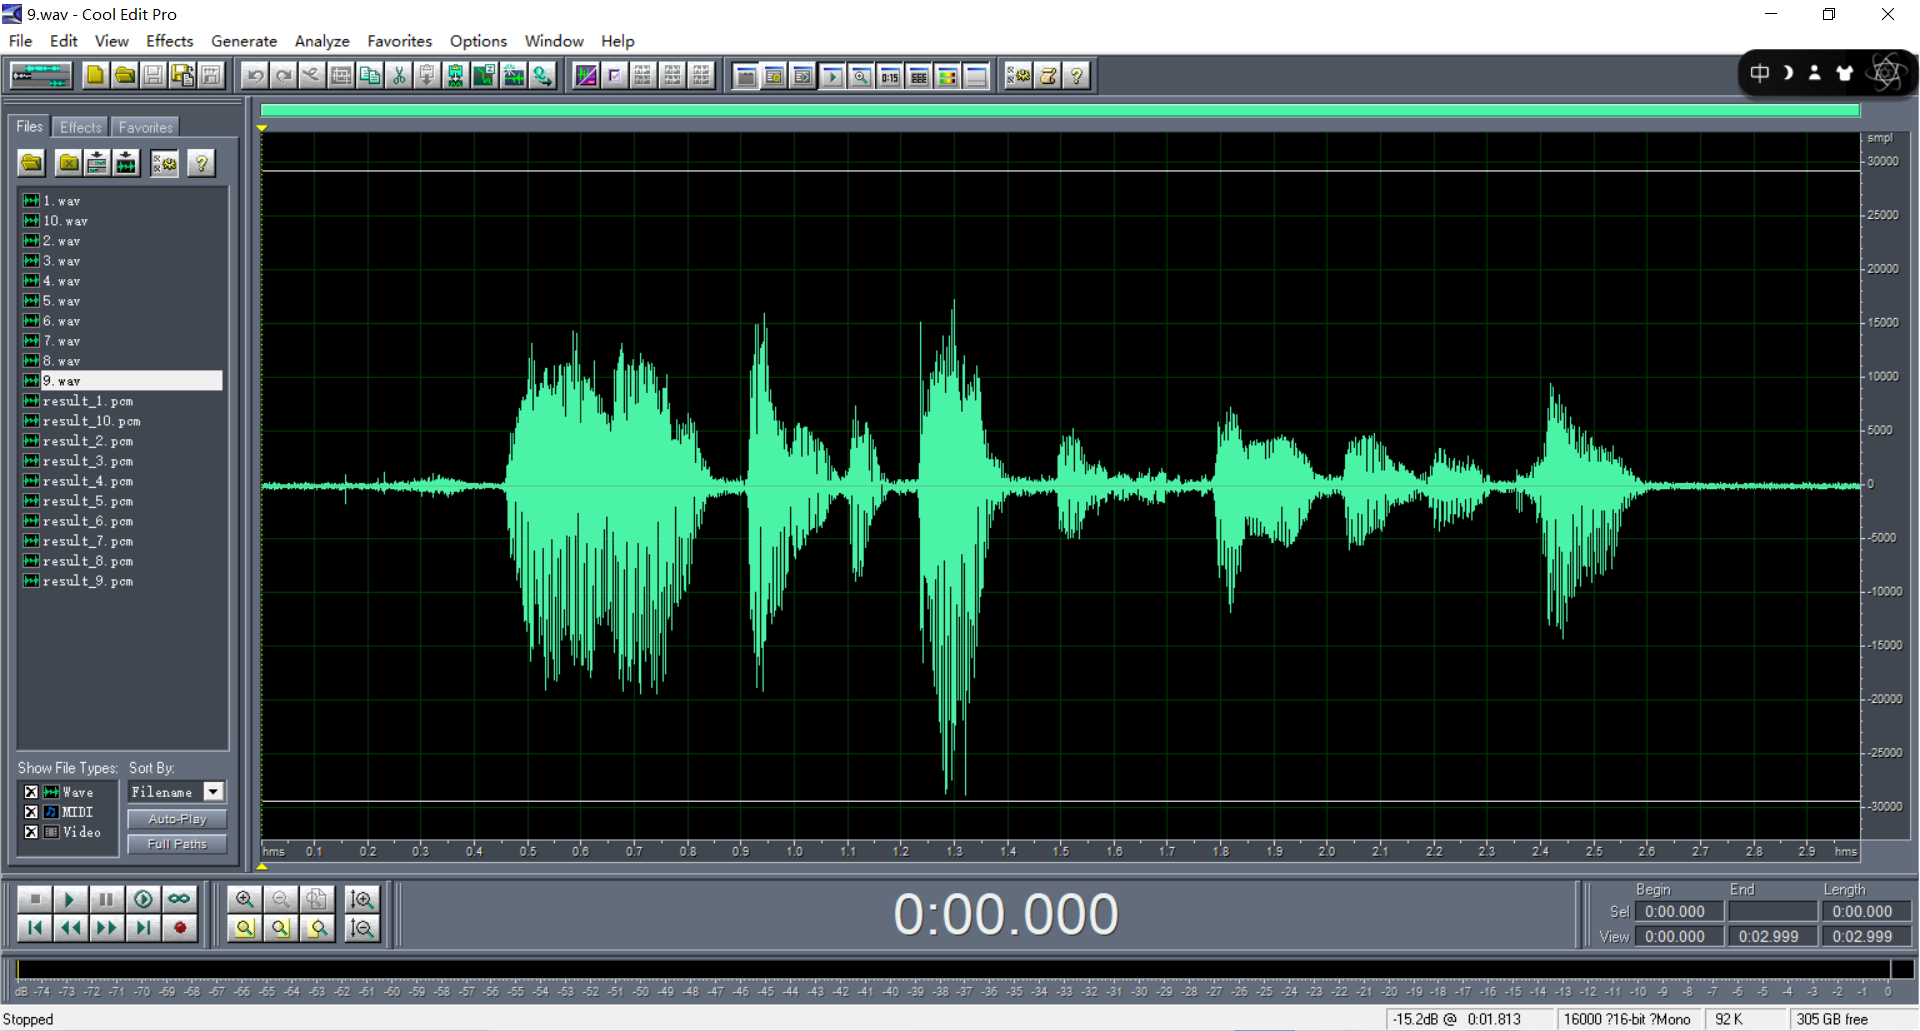 9.wav - Cool Edit Pro
File Edit View Effects Generate Analyze Favorites Options Window Help
0:15
中
Files Effects Favorites
1.wav
10.wav
2.wav
3.wav
4.wav
5.wav
6.wav
7.wav
8.wav
9.wav
result_1.pcm
result_10.pcm
result_2.pcm
result_3.pcm
result_4.pcm
result_5.pcm
result_6.pcm
result_7.pcm
result_8.pcm
result_9.pcm
Show File Types: Sort By:
Wave Filename
MIDI Auto-Play
Video Full Paths
smpl
30000
25000
20000
15000
10000
5000
0
-5000
-10000
-15000
-20000
-25000
-30000
hms 0.1 0.2 0.3 0.4 0.5 0.6 0.7 0.8 0.9 1.0 1.1 1.2 1.3 1.4 1.5 1.6 1.7 1.8 1.9 2.0 2.1 2.2 2.3 2.4 2.5 2.6 2.7 2.8 2.9 hms
0:00.000
Begin End Length
Sel 0:00.000 0:00.000
View 0:00.000 0:02.999 0:02.999
dB -74 -73 -72 -71 -70 -69 -68 -67 -66 -65 -64 -63 -62 -61 -60 -59 -58 -57 -56 -55 -54 -53 -52 -51 -50 -49 -48 -47 -46 -45 -44 -43 -42 -41 -40 -39 -38 -37 -36 -35 -34 -33 -32 -31 -30 -29 -28 -27 -26 -25 -24 -23 -22 -21 -20 -19 -18 -17 -16 -15 -14 -13 -12 -11 -10 -9 -8 -7 -6 -5 -4 -3 -2 -1 0
Stopped -15.2dB @ 0:01.813 16000 ?16-bit ?Mono 92 K 305 GB free